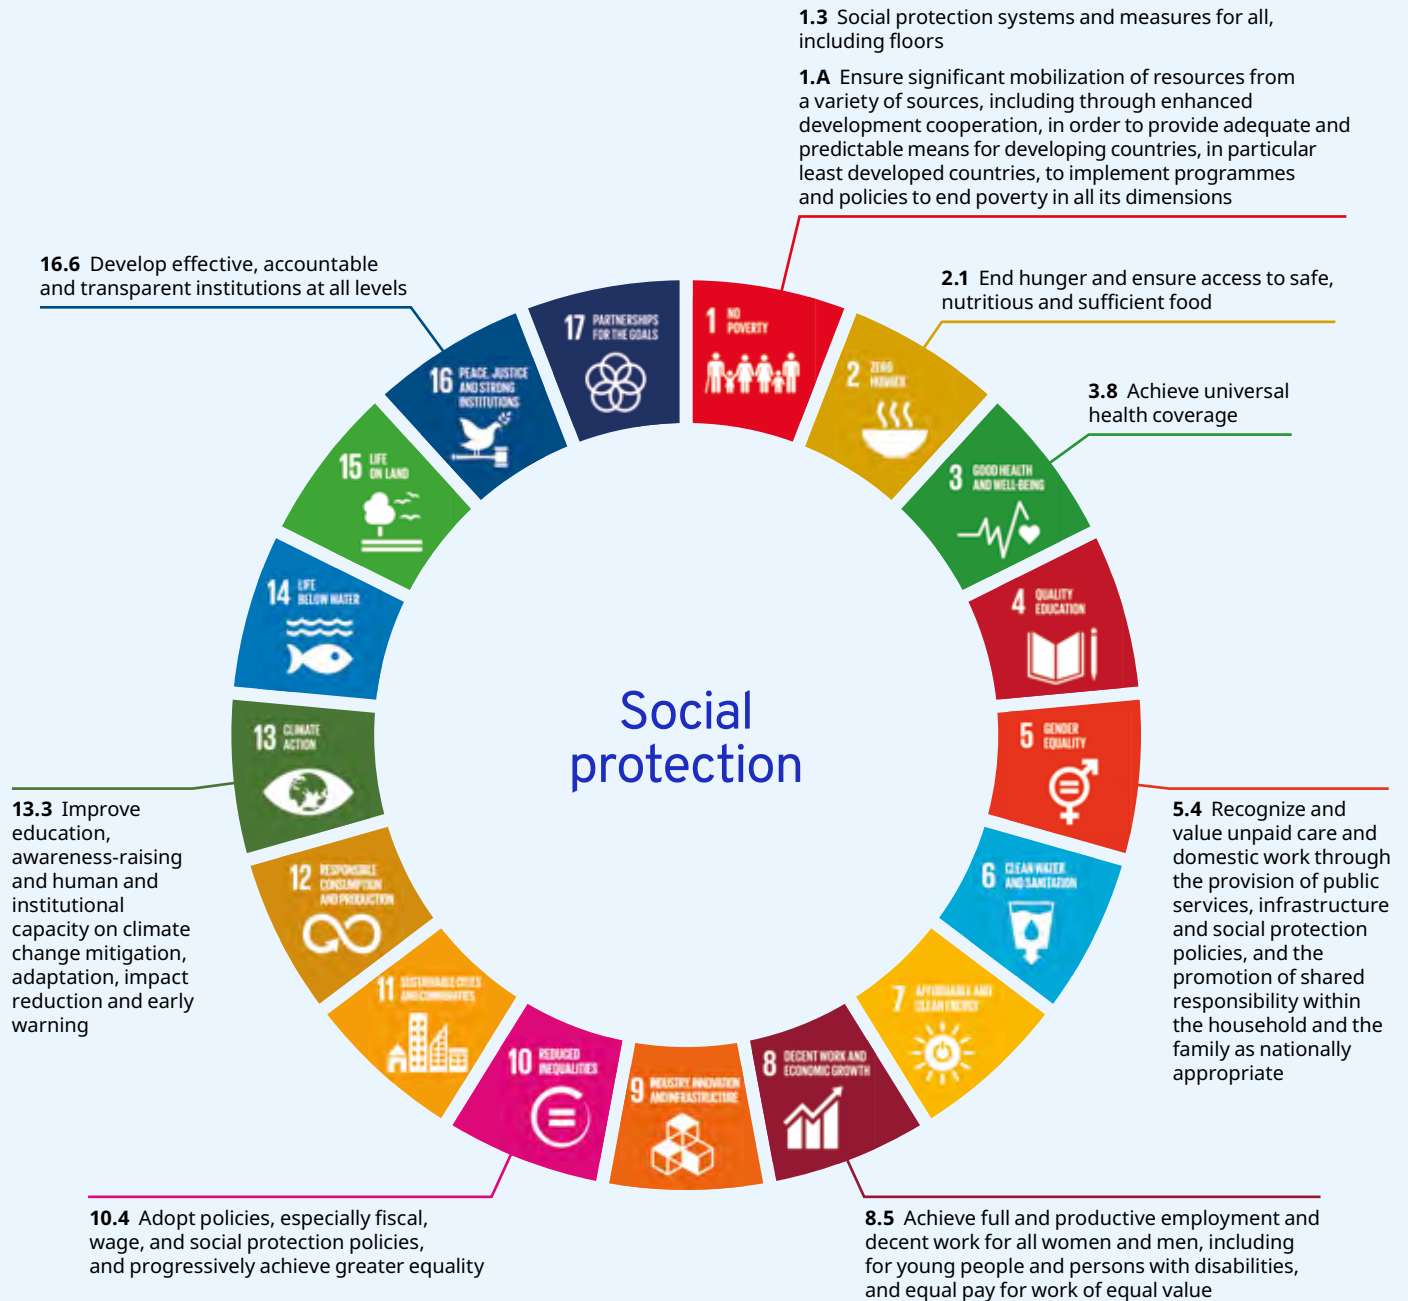 1.3 Social protection systems and measures for all,
including floors
1.A Ensure significant mobilization of resources from
a variety of sources, including through enhanced
development cooperation, in order to provide adequate and
predictable means for developing countries, in particular
least developed countries, to implement programmes
and policies to end poverty in all its dimensions
16.6 Develop effective, accountable
and transparent institutions at all levels
2.1 End hunger and ensure access to safe,
nutritious and sufficient food
3.8 Achieve universal
health coverage
17 PARTNERSHIPS
FOR THE GOALS
1 NO
POVERTY
16 PEACE, JUSTICE
AND STRONG
INSTITUTIONS
2 ZERO
HUNGER
15 LIFE
ON LAND
3 GOOD HEALTH
AND WELL-BEING
14 LIFE
BELOW WATER
4 QUALITY
EDUCATION
13 CLIMATE
ACTION
5 GENDER
EQUALITY
12 RESPONSIBLE
CONSUMPTION
AND PRODUCTION
6 CLEAN WATER
AND SANITATION
11 SUSTAINABLE CITIES
AND COMMUNITIES
7 AFFORDABLE AND
CLEAN ENERGY
10 REDUCED
INEQUALITIES
9 INDUSTRY, INNOVATION
AND INFRASTRUCTURE
8 DECENT WORK AND
ECONOMIC GROWTH
Social
protection
13.3 Improve
education,
awareness-raising
and human and
institutional
capacity on climate
change mitigation,
adaptation, impact
reduction and early
warning
5.4 Recognize and
value unpaid care and
domestic work through
the provision of public
services, infrastructure
and social protection
policies, and the
promotion of shared
responsibility within
the household and the
family as nationally
appropriate
10.4 Adopt policies, especially fiscal,
wage, and social protection policies,
and progressively achieve greater equality
8.5 Achieve full and productive employment and
decent work for all women and men, including
for young people and persons with disabilities,
and equal pay for work of equal value